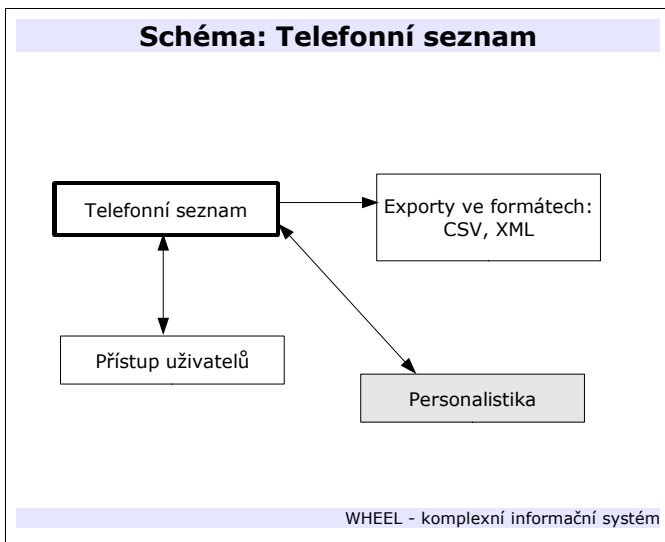 Schéma: Telefonní seznam
Telefonní seznam
Exporty ve formátech:
CSV, XML
Přístup uživatelů
Personalistika
WHEEL - komplexní informační systém